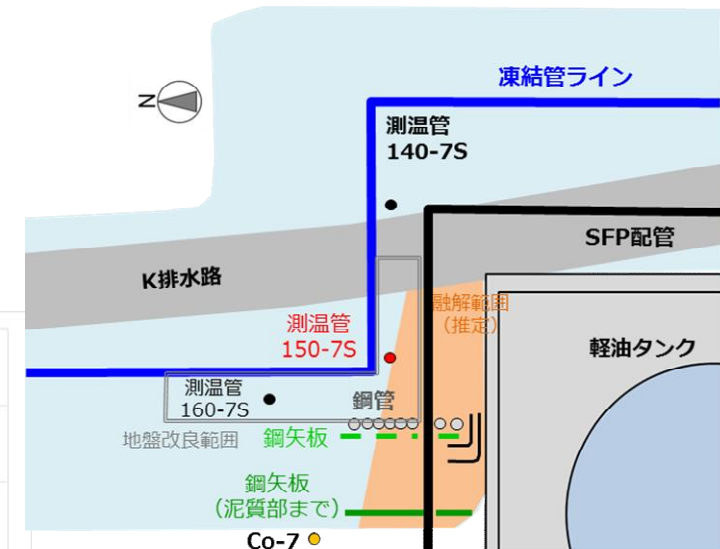 凍結管ライン
N
測温管
140-7S
SFP配管
K排水路
融解範囲
（推定）
測温管
150-7S
軽油タンク
測温管
160-7S
鋼管
地盤改良範囲
鋼矢板
鋼矢板
（泥質部まで）
Co-7